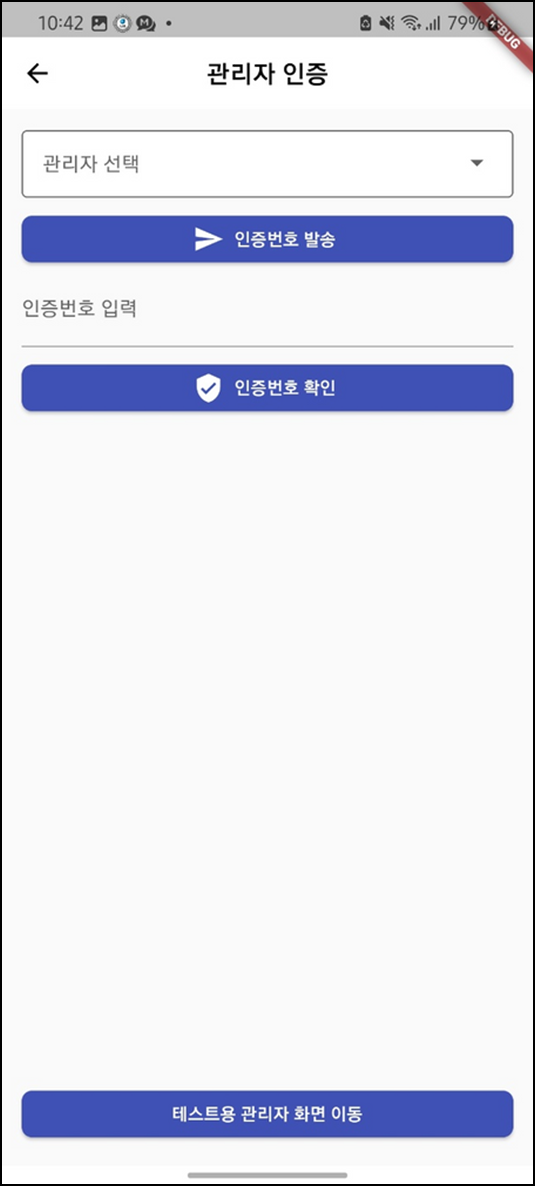 10:42
79%
DEBUG
관리자 인증
관리자 선택
인증번호 발송
인증번호 입력
인증번호 확인
테스트용 관리자 화면 이동